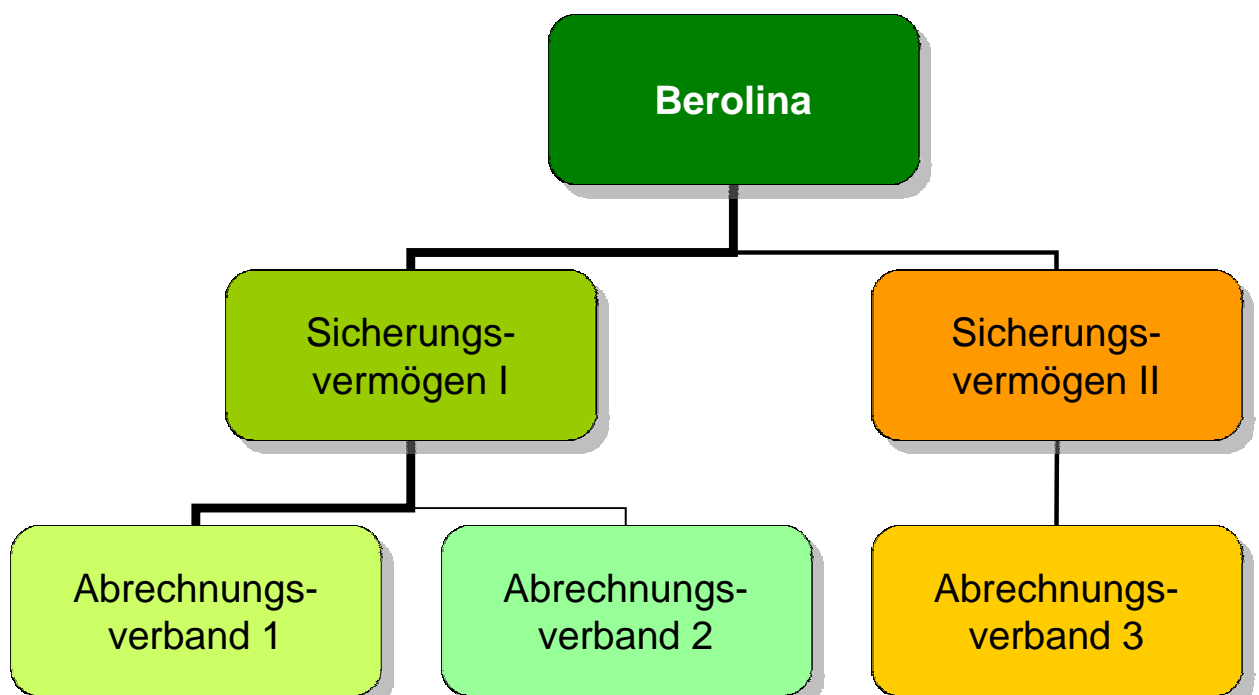 Berolina
Sicherungs-
vermögen I
Sicherungs-
vermögen II
Abrechnungs-
verband 1
Abrechnungs-
verband 2
Abrechnungs-
verband 3